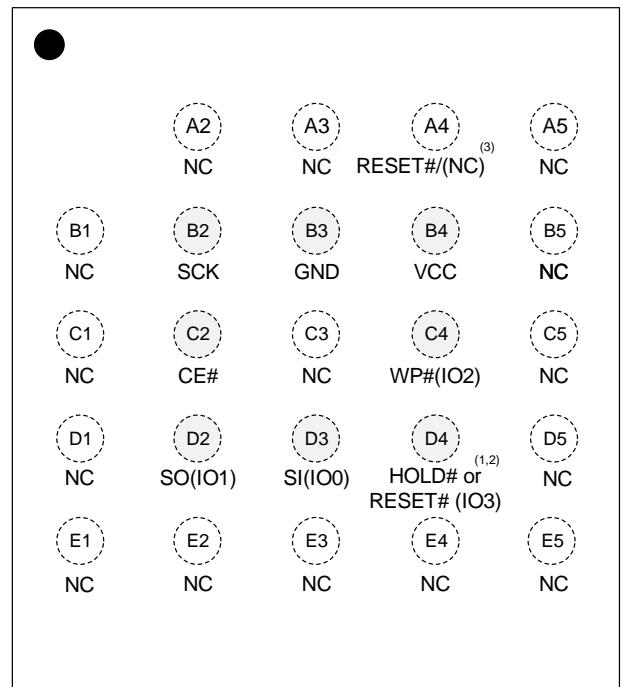 A2 A3 A4 A5
NC NC RESET#/(NC)(3) NC
B1 B2 B3 B4 B5
NC SCK GND VCC NC
C1 C2 C3 C4 C5
NC CE# NC WP#(IO2) NC
D1 D2 D3 D4 D5
NC SO(IO1) SI(IO0) HOLD# or(1,2) NC
RESET# (IO3)
E1 E2 E3 E4 E5
NC NC NC NC NC